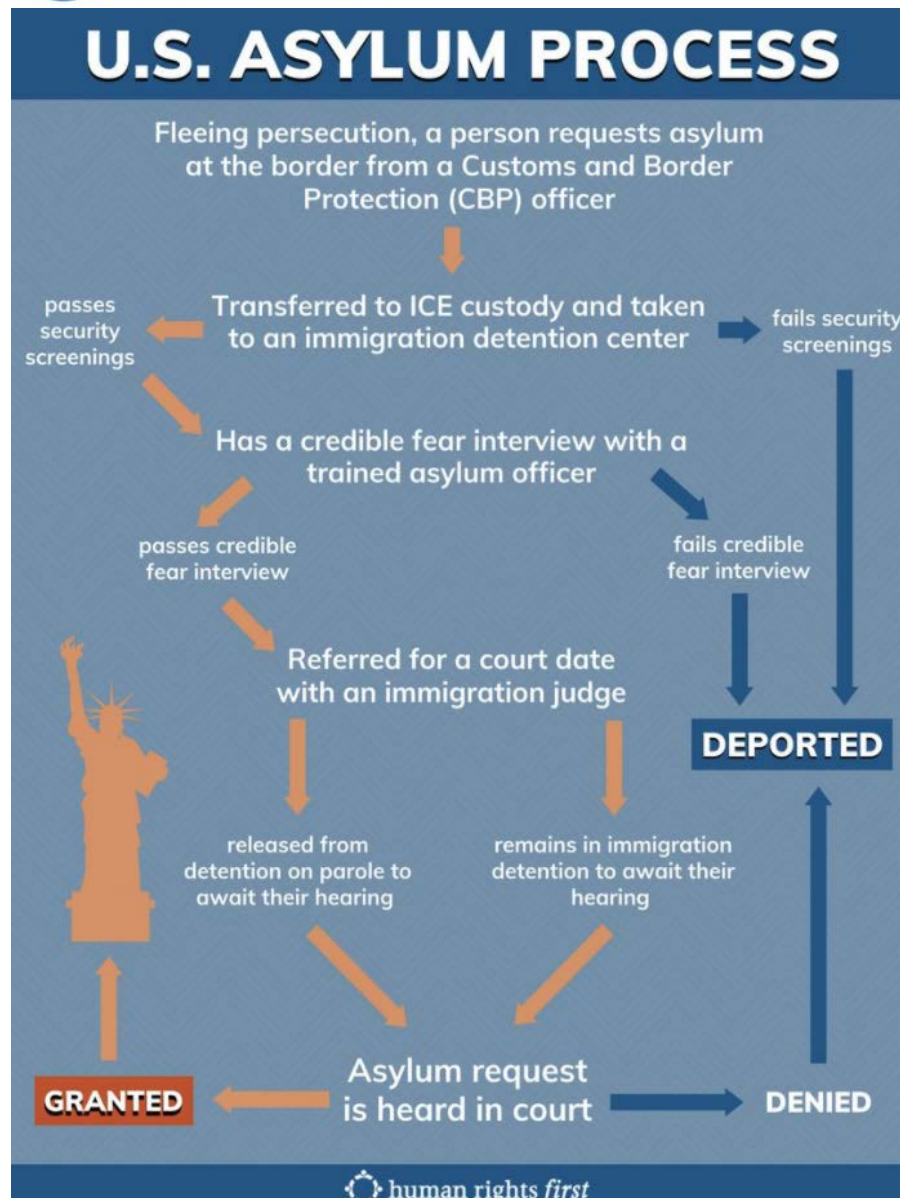 U.S. ASYLUM PROCESS
Fleeing persecution, a person requests asylum
at the border from a Customs and Border
Protection (CBP) officer
Transferred to ICE custody and taken
to an immigration detention center
passes
security
screenings
fails security
screenings
Has a credible fear interview with a
trained asylum officer
passes credible
fear interview
fails credible
fear interview
Referred for a court date
with an immigration judge
DEPORTED
released from
detention on parole to
await their hearing
remains in immigration
detention to await their
hearing
Asylum request
is heard in court
GRANTED
DENIED
human rights first